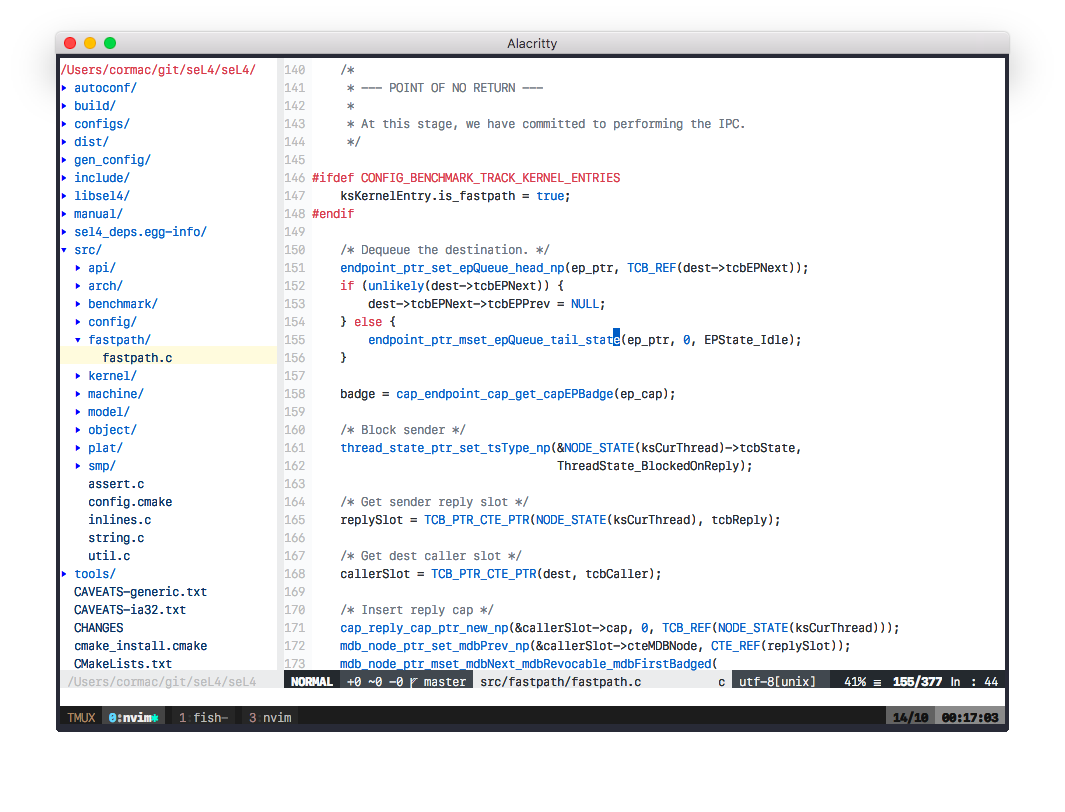 Alacritty
/Users/cormac/git/seL4/seL4/
▸ autoconf/
▸ build/
▸ configs/
▸ dist/
▸ gen_config/
▸ include/
▸ libsel4/
▸ manual/
▸ sel4_deps.egg-info/
▾ src/
▸ api/
▸ arch/
▸ benchmark/
▸ config/
▾ fastpath/
fastpath.c
▸ kernel/
▸ machine/
▸ model/
▸ object/
▸ plat/
▸ smp/
assert.c
config.cmake
inlines.c
string.c
util.c
▸ tools/
CAVEATS-generic.txt
CAVEATS-ia32.txt
CHANGES
cmake_install.cmake
CMakeLists.txt
/Users/cormac/git/seL4/seL4
140     /*
141      * --- POINT OF NO RETURN ---
142      *
143      * At this stage, we have committed to performing the IPC.
144      */
145
146 #ifdef CONFIG_BENCHMARK_TRACK_KERNEL_ENTRIES
147     ksKernelEntry.is_fastpath = true;
148 #endif
149
150     /* Dequeue the destination. */
151     endpoint_ptr_set_epQueue_head_np(ep_ptr, TCB_REF(dest->tcbEPNext));
152     if (unlikely(dest->tcbEPNext)) {
153         dest->tcbEPNext->tcbEPPrev = NULL;
154     } else {
155         endpoint_ptr_mset_epQueue_tail_state(ep_ptr, 0, EPState_Idle);
156     }
157
158     badge = cap_endpoint_cap_get_capEPBadge(ep_cap);
159
160     /* Block sender */
161     thread_state_ptr_set_tsType_np(&NODE_STATE(ksCurThread)->tcbState,
162                                    ThreadState_BlockedOnReply);
163
164     /* Get sender reply slot */
165     replySlot = TCB_PTR_CTE_PTR(NODE_STATE(ksCurThread), tcbReply);
166
167     /* Get dest caller slot */
168     callerSlot = TCB_PTR_CTE_PTR(dest, tcbCaller);
169
170     /* Insert reply cap */
171     cap_reply_cap_ptr_new_np(&callerSlot->cap, 0, TCB_REF(NODE_STATE(ksCurThread)));
172     mdb_node_ptr_set_mdbPrev_np(&callerSlot->cteMDBNode, CTE_REF(replySlot));
173     mdb_node_ptr_mset_mdbNext_mdbRevocable_mdbFirstBadged(
NORMAL +0 ~0 -0 master src/fastpath/fastpath.c c utf-8[unix] 41% ≡ 155/377 ln : 44
TMUX 0:nvim* 1:fish- 3:nvim 14/10 00:17:03